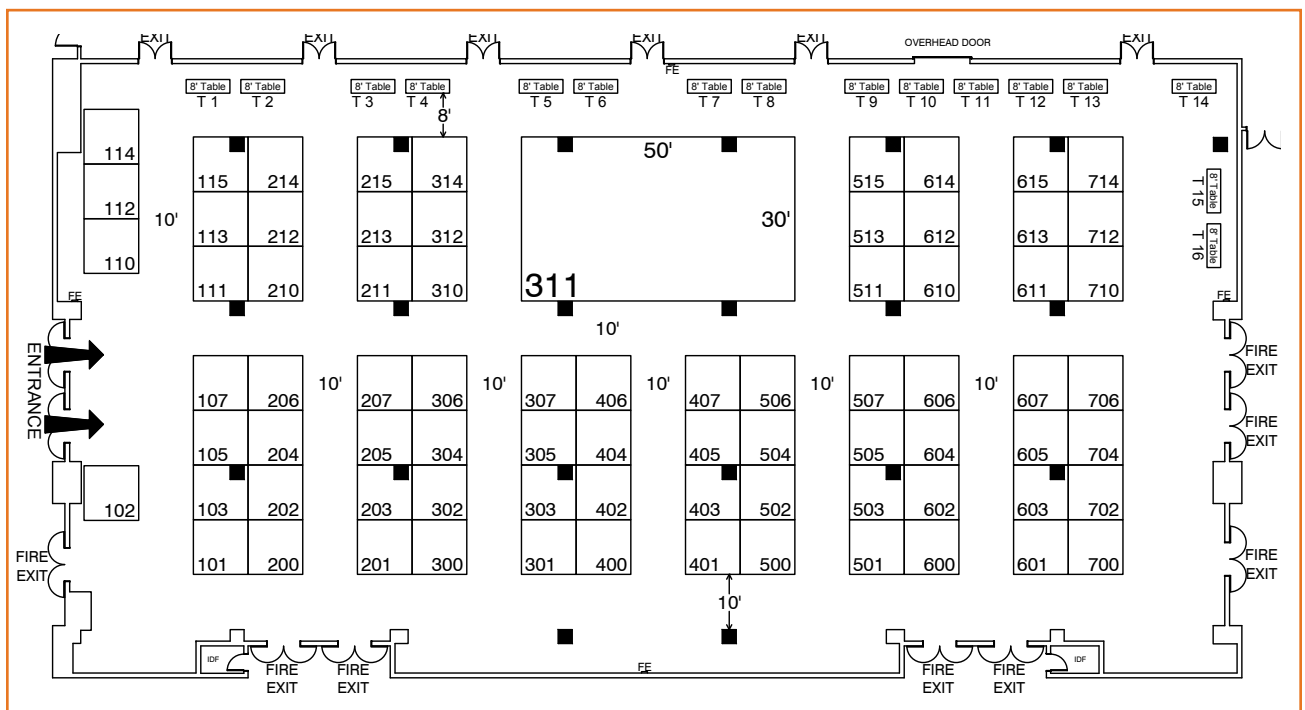 EXIT EXIT EXIT EXIT EXIT EXIT
OVERHEAD DOOR
FE
8' Table 8' Table 8' Table 8' Table 8' Table 8' Table 8' Table 8' Table 8' Table 8' Table 8' Table 8' Table 8' Table 8' Table
T 1 T 2 T 3 T 4 T 5 T 6 T 7 T 8 T 9 T 10 T 11 T 12 T 13 T 14
8'
50'
114 115 214 215 314 515 614 615 714
8' Table
T 15
112 10' 113 212 213 312 30' 513 612 613 712
8' Table
T 16
110 111 210 211 310 311 511 610 611 710
FE FE
10'
ENTRANCE
FIRE
EXIT
10' 10' 10' 10' 10'
107 206 207 306 307 406 407 506 507 606 607 706
FIRE
EXIT
105 204 205 304 305 404 405 504 505 604 605 704
102 103 202 203 302 303 402 403 502 503 602 603 702
FIRE
EXIT
101 200 201 300 301 400 401 500 501 600 601 700
FIRE
EXIT
10'
IDF IDF
FE
FIRE
EXIT
FIRE
EXIT
FIRE
EXIT
FIRE
EXIT